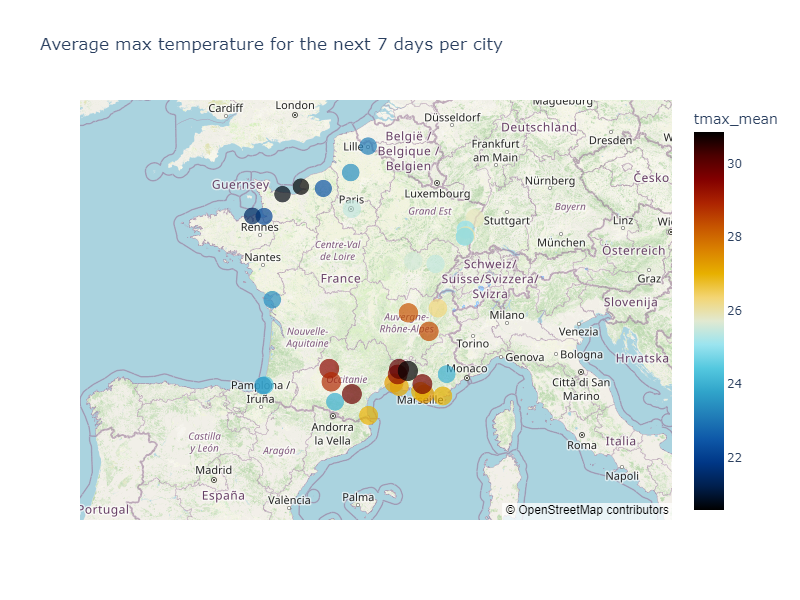 Average max temperature for the next 7 days per city
tmax_mean
30
28
26
24
22
Cardiff
London
Magdeburg
Düsseldorf
Deutschland
Dresden
Lille
België /
Belgique /
Belgien
Frankfurt
am Main
Guernsey
Luxembourg
Nürnberg
Česko
Paris
Grand Est
Bayern
Rennes
Stuttgart
Linz
Nantes
Centre-Val
de Loire
München
Österreich
France
Schweiz/
Suisse/Svizzera/
Svizra
Graz
Slovenija
Auvergne-
Rhône-Alpes
Milano
Nouvelle-
Aquitaine
Torino
Venezia
Genova
Bologna
Hrvatska
Monaco
Occitanie
Pamplona /
Iruña
Marseille
Città di San
Marino
Andorra
la Vella
Castilla
y León
Aragón
Roma
Italia
Madrid
Napoli
España
València
Palma
Portugal
© OpenStreetMap contributors